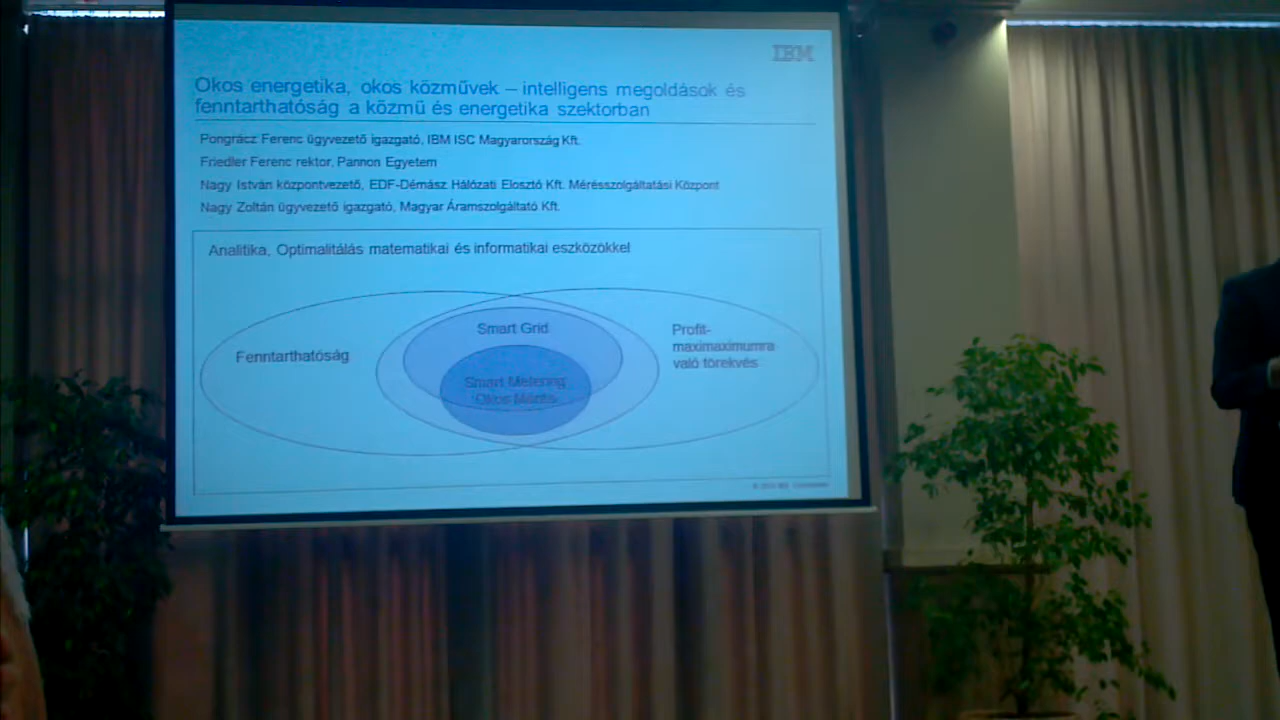 IBM
Okos energetika, okos közművek – intelligens megoldások és
fenntarthatóság a közmű és energetika szektorban
Pongrácz Ferenc ügyvezető igazgató, IBM ISC Magyarország Kft.
Friedler Ferenc rektor, Pannon Egyetem
Nagy István központvezető, EDF-Démász Hálózati Elosztó Kft. Mérésszolgáltatási Központ
Nagy Zoltán ügyvezető igazgató, Magyar Áramszolgáltató Kft.
Analitika, Optimalitálás matematikai és informatikai eszközökkel
Fenntarthatóság
Smart Grid
Smart Metering
Okos Mérés
Profit-
maximaximumra
való törekvés